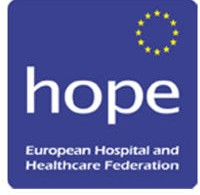 hope
European Hospital and
Healthcare Federation